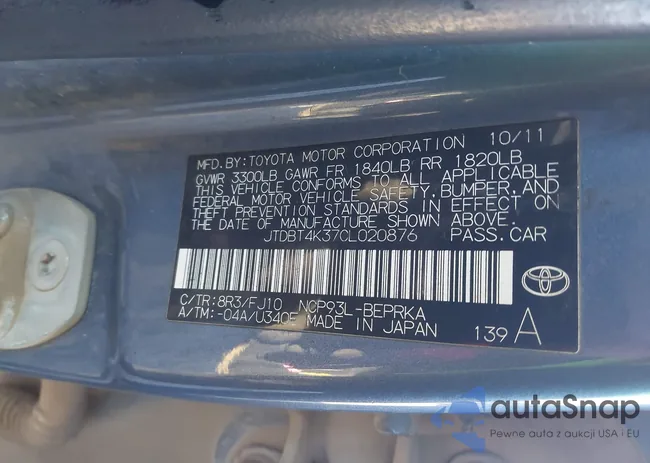 MFD. BY: TOYOTA MOTOR CORPORATION 10/11
GVWR 3300LB GAWR FR 1840LB RR 1820LB
THIS VEHICLE CONFORMS TO ALL APPLICABLE
FEDERAL MOTOR VEHICLE SAFETY, BUMPER, AND
THEFT PREVENTION STANDARDS IN EFFECT ON
THE DATE OF MANUFACTURE SHOWN ABOVE.
JTDBT4K37CL020876 PASS. CAR
C/TR: 8R3/FJ10 NCP93L-BEPRKA
A/TM: -04A/U340E MADE IN JAPAN 139 A
autaSnap
Pewne auta z aukcji USA i EU